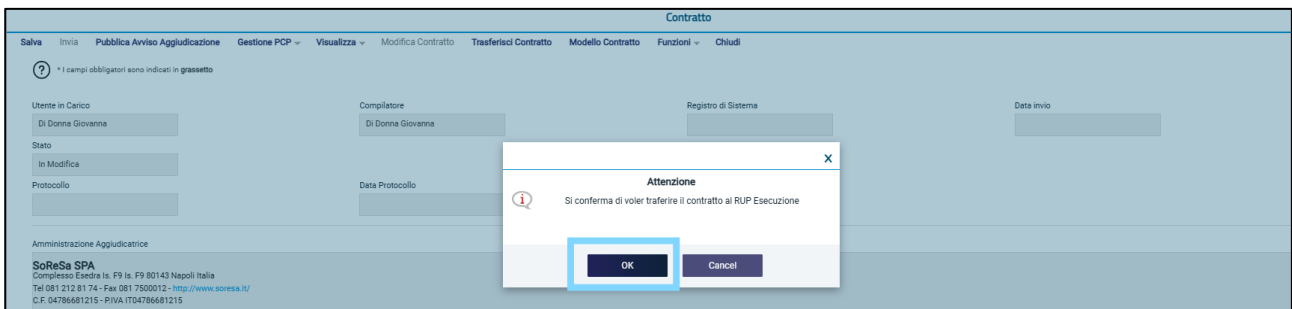 Contratto
Salva Invia Pubblica Avviso Aggiudicazione Gestione PCP Visualizza Modifica Contratto Trasferisci Contratto Modello Contratto Funzioni Chiudi
? * I campi obbligatori sono indicati in grassetto
Utente in Carico Compilatore Registro di Sistema Data invio
Di Donna Giovanna Di Donna Giovanna
Stato
In Modifica
X
Protocollo Data Protocollo
Attenzione
i Si conferma di voler traferire il contratto al RUP Esecuzione
OK Cancel
Amministrazione Aggiudicatrice
SoReSa SPA
Complesso Esedra Is. F9 Is. F9 80143 Napoli Italia
Tel 081 212 81 74 - Fax 081 7500012 - http://www.soresa.it/
C.F. 04786681215 - P.IVA IT04786681215